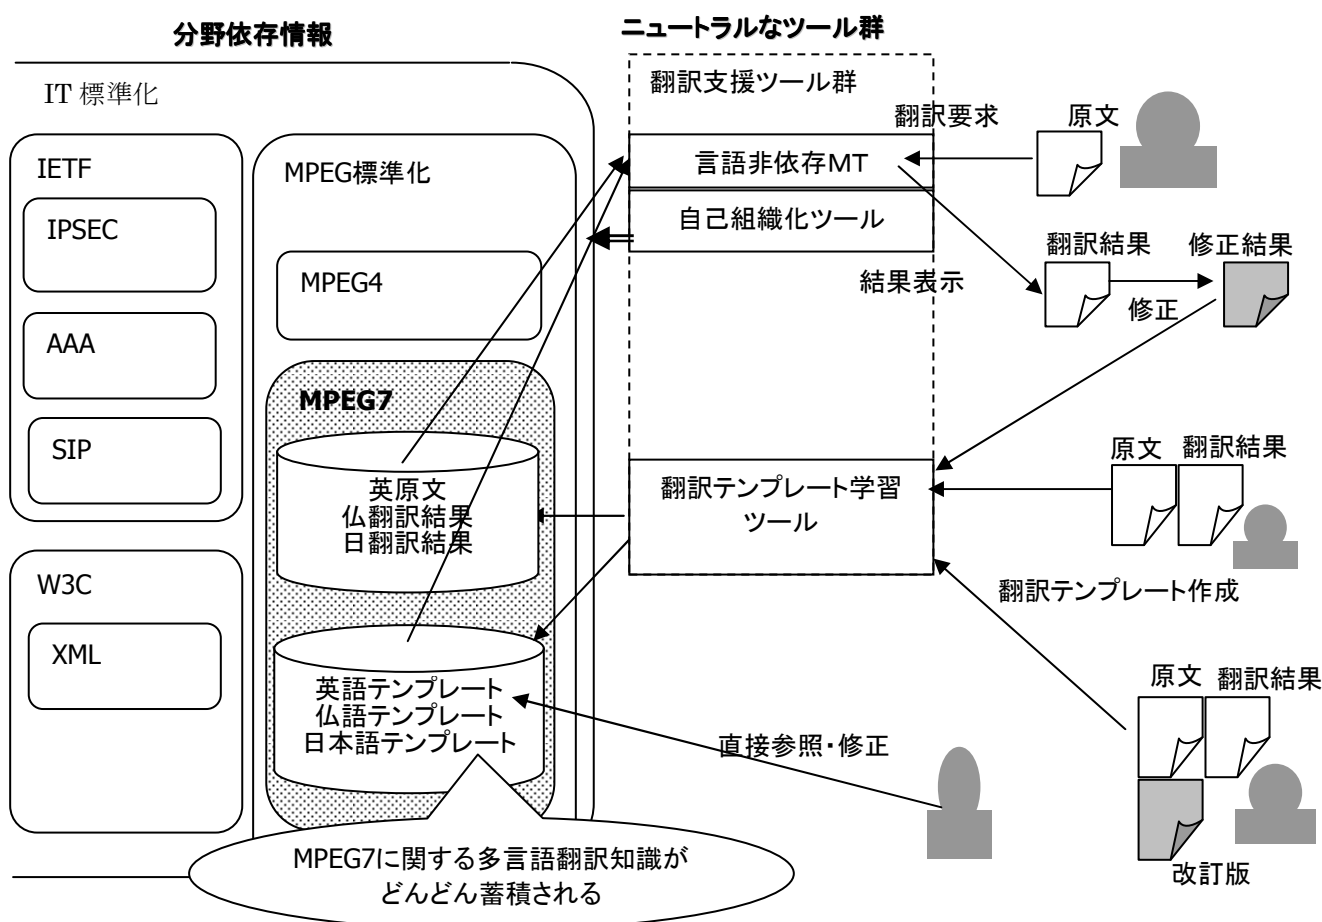 分野依存情報
ニュートラルなツール群
IT 標準化
IETF
IPSEC
AAA
SIP
W3C
XML
MPEG標準化
MPEG4
MPEG7
英原文
仏翻訳結果
日翻訳結果
英語テンプレート
仏語テンプレート
日本語テンプレート
MPEG7に関する多言語翻訳知識が
どんどん蓄積される
翻訳支援ツール群
言語非依存MT
自己組織化ツール
翻訳テンプレート学習
ツール
翻訳要求
原文
結果表示
翻訳結果
修正結果
修正
原文
翻訳結果
翻訳テンプレート作成
原文
翻訳結果
改訂版
直接参照・修正